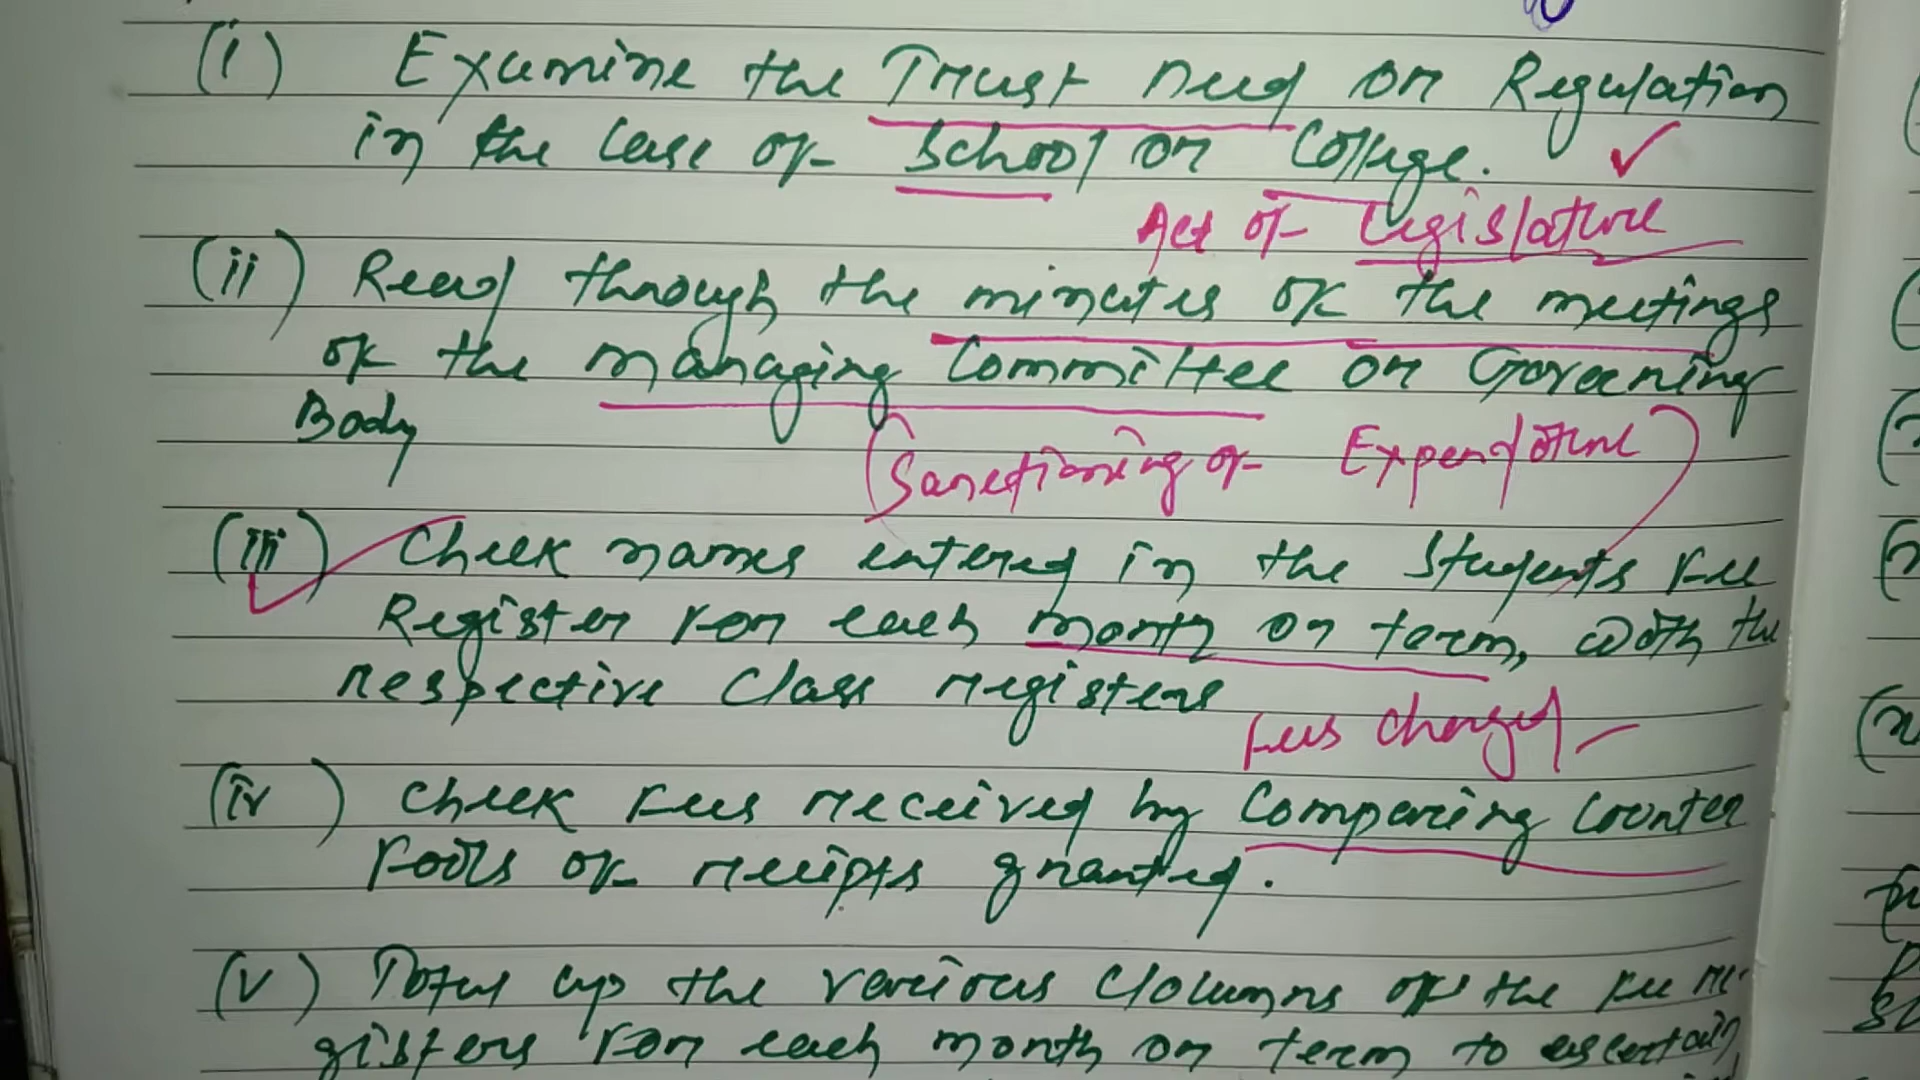 (i) Examine the Trust Deed or Regulation
in the case of School or College.
Act of Legislature
(ii) Read through the minutes of the meetings
of the managing Committee or Governing
Body
(Sanctioning of Expenditure)
(iii) Check names entered in the Students Fee
Register for each month or term, with the
respective Class registers
Fees charged
(iv) Check Fees received by Comparing Counter
Foils of receipts granted.
(v) Total up the various Cloumns of the Fee re-
gisters for each month or term to ascertain